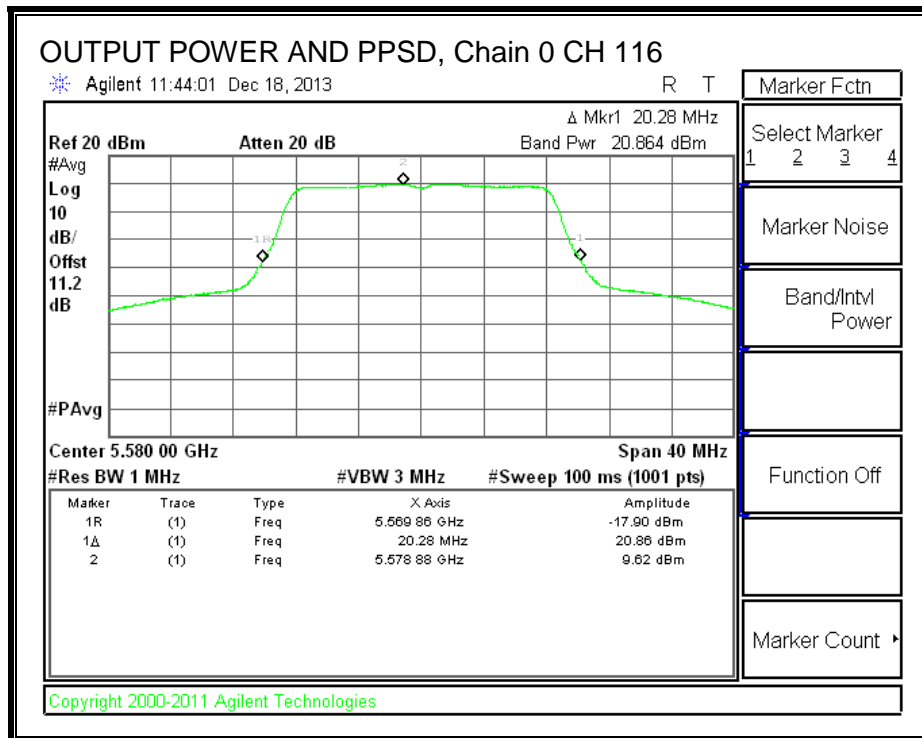 OUTPUT POWER AND PPSD, Chain 0 CH 116
Agilent 11:44:01 Dec 18, 2013 R T
Δ Mkr1 20.28 MHz
Ref 20 dBm Atten 20 dB Band Pwr 20.864 dBm
#Avg
Log
10
dB/
Offst
11.2
dB
#PAvg
2
1R
1
Center 5.580 00 GHz Span 40 MHz
#Res BW 1 MHz #VBW 3 MHz #Sweep 100 ms (1001 pts)
Marker Trace Type X Axis Amplitude
1R (1) Freq 5.569 86 GHz -17.90 dBm
1Δ (1) Freq 20.28 MHz 20.86 dBm
2 (1) Freq 5.578 88 GHz 9.62 dBm
Copyright 2000-2011 Agilent Technologies
Marker Fctn
Select Marker
1 2 3 4
Marker Noise
Band/Intvl
Power
Function Off
Marker Count